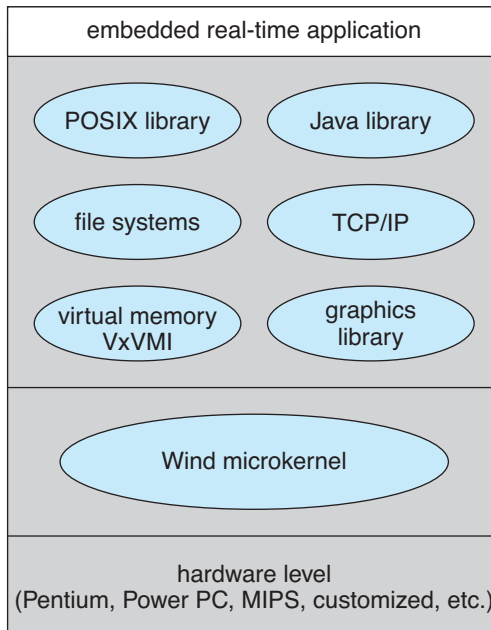 embedded real-time application
POSIX library
Java library
file systems
TCP/IP
virtual memory
VxVMI
graphics
library
Wind microkernel
hardware level
(Pentium, Power PC, MIPS, customized, etc.)